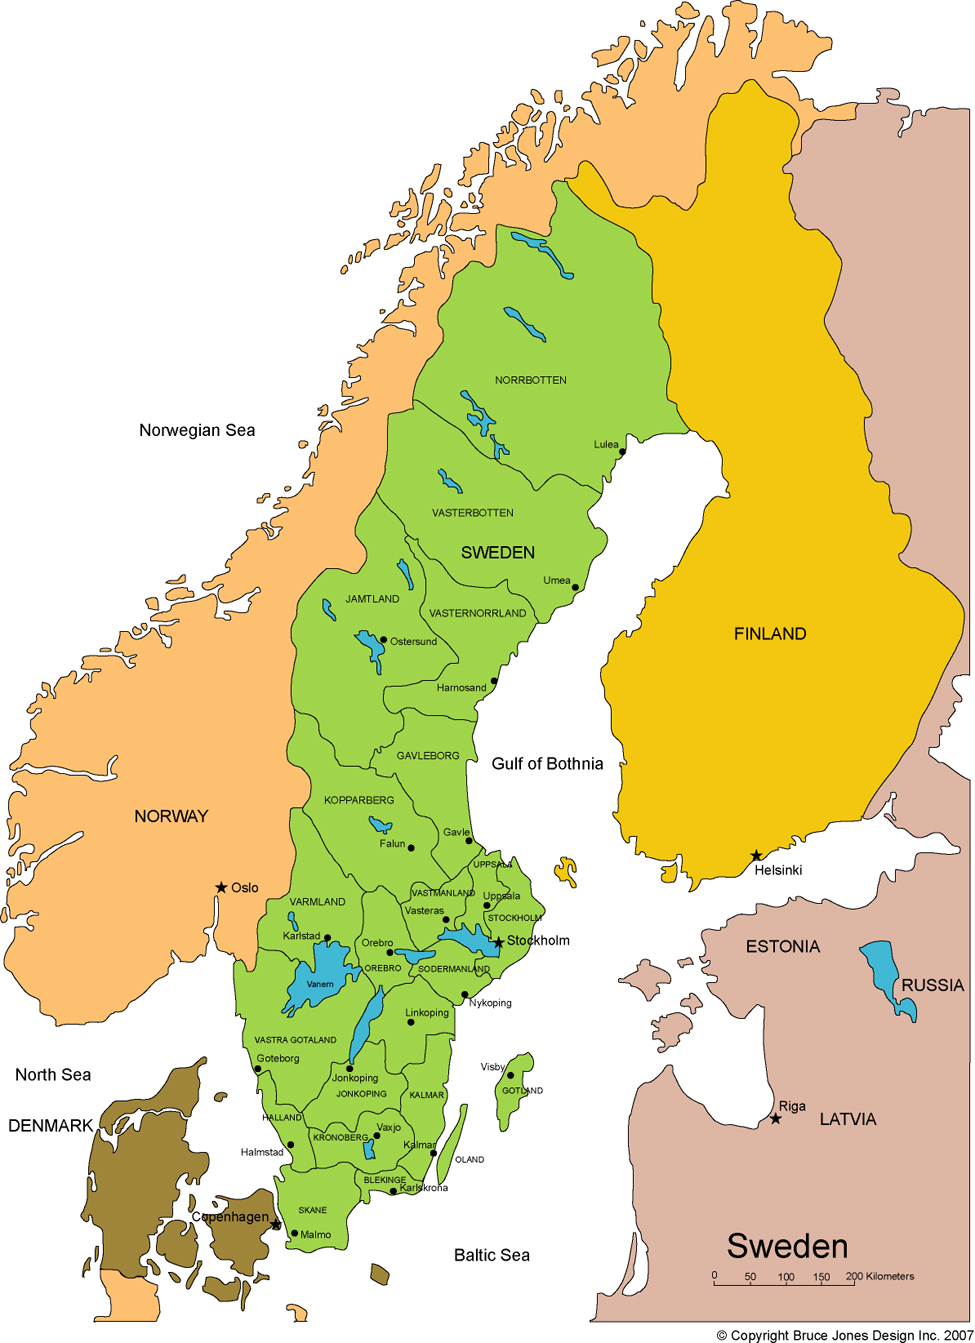 NORRBOTTEN
Norwegian Sea
Lulea
VASTERBOTTEN
SWEDEN
Umea
JAMTLAND
VASTERNORRLAND
FINLAND
Ostersund
Harnosand
GAVLEBORG
Gulf of Bothnia
KOPPARBERG
NORWAY
Gavle
Falun
UPPSALA
Helsinki
Oslo
VASTMANLAND
Uppsala
VARMLAND
Vasteras
STOCKHOLM
Karlstad
Orebro
Stockholm
ESTONIA
OREBRO
SODERMANLAND
Vanern
RUSSIA
Nykoping
Linkoping
VASTRA GOTALAND
Goteborg
Visby
North Sea
Jonkoping
JONKOPING
KALMAR
GOTLAND
Riga
HALLAND
LATVIA
DENMARK
Vaxjo
KRONOBERG
Kalmar
Halmstad
OLAND
BLEKINGE
Karlskrona
SKANE
Copenhagen
Malmo
Baltic Sea
Sweden
0 50 100 150 200 Kilometers
© Copyright Bruce Jones Design Inc. 2007